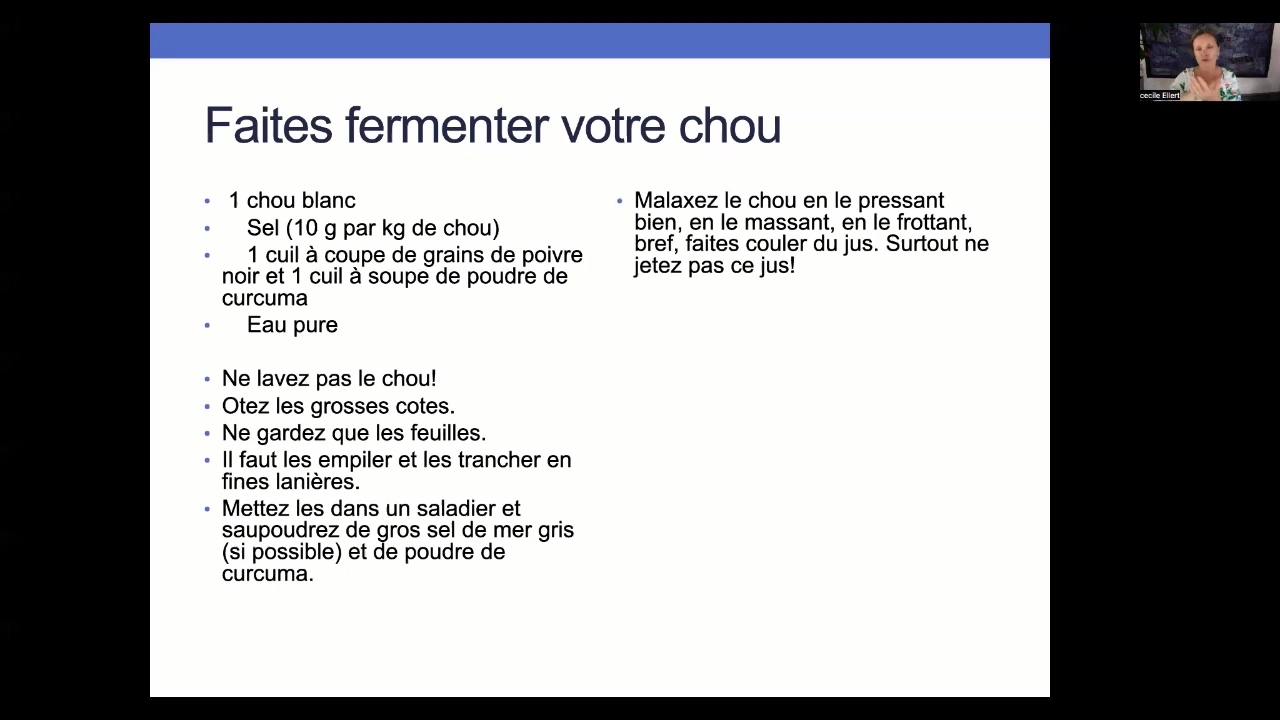 Faites fermenter votre chou
• 1 chou blanc
• Sel (10 g par kg de chou)
• 1 cuil à coupe de grains de poivre
noir et 1 cuil à soupe de poudre de
curcuma
• Eau pure
• Ne lavez pas le chou!
• Otez les grosses cotes.
• Ne gardez que les feuilles.
• Il faut les empiler et les trancher en
fines lanières.
• Mettez les dans un saladier et
saupoudrez de gros sel de mer gris
(si possible) et de poudre de
curcuma.
• Malaxez le chou en le pressant
bien, en le massant, en le frottant,
bref, faites couler du jus. Surtout ne
jetez pas ce jus!
cecile Ellert